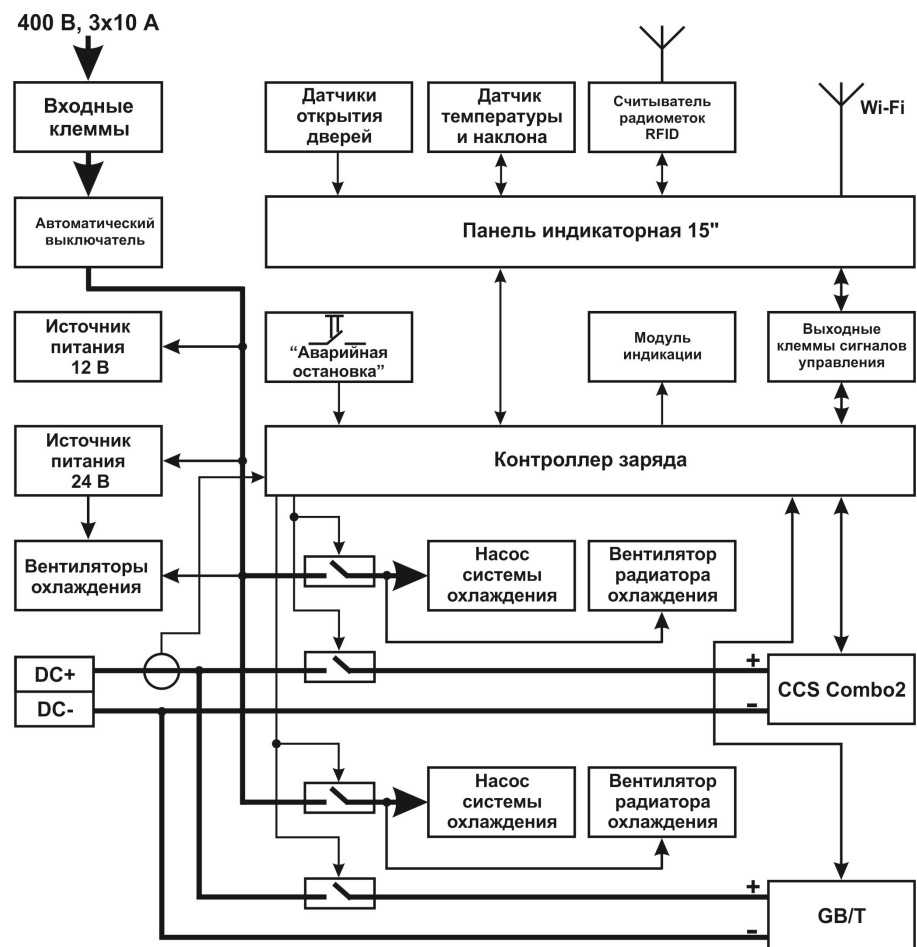 400 В, 3x10 А
Входные
клеммы
Датчики
открытия
дверей
Датчик
температуры
и наклона
Считыватель
радиометок
RFID
Wi-Fi
Автоматический
выключатель
Панель индикаторная 15"
Источник
питания
12 В
“Аварийная
остановка”
Модуль
индикации
Выходные
клеммы сигналов
управления
Источник
питания
24 В
Контроллер заряда
Вентиляторы
охлаждения
Насос
системы
охлаждения
Вентилятор
радиатора
охлаждения
DC+
DC-
+
-
CCS Combo2
Насос
системы
охлаждения
Вентилятор
радиатора
охлаждения
+
-
GB/T